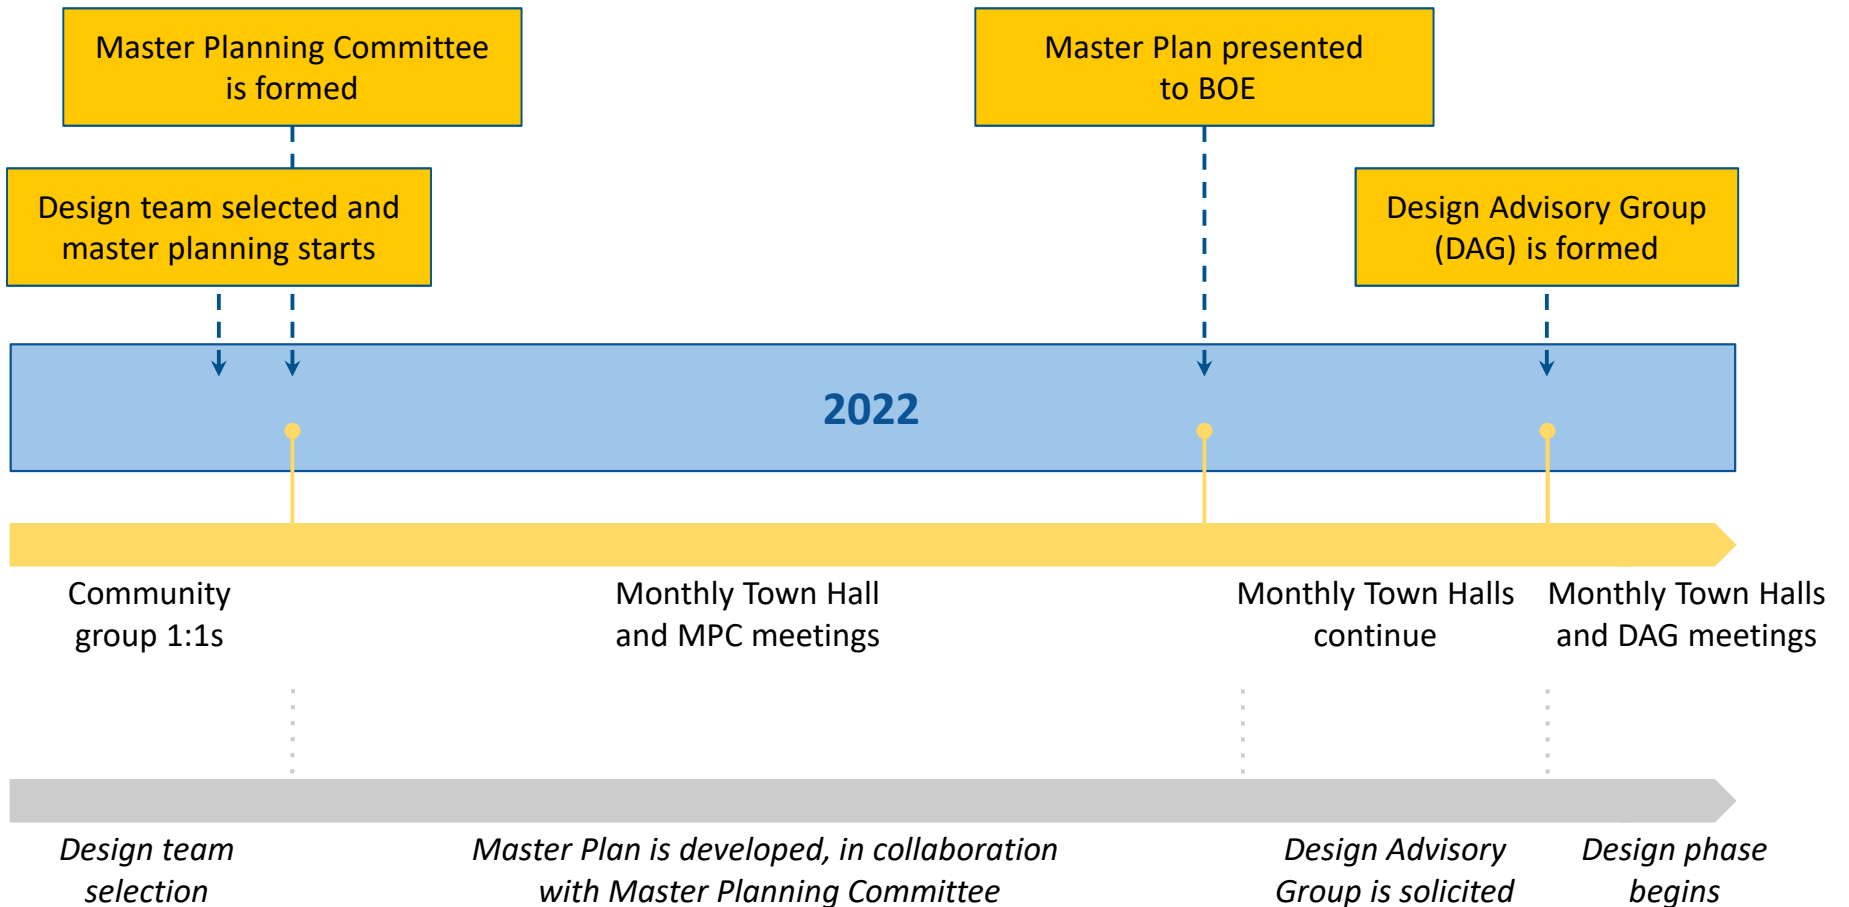 Master Planning Committee
is formed
Master Plan presented
to BOE
Design team selected and
master planning starts
Design Advisory Group
(DAG) is formed
2022
Community
group 1:1s
Monthly Town Hall
and MPC meetings
Monthly Town Halls
continue
Monthly Town Halls
and DAG meetings
Design team
selection
Master Plan is developed, in collaboration
with Master Planning Committee
Design Advisory
Group is solicited
Design phase
begins